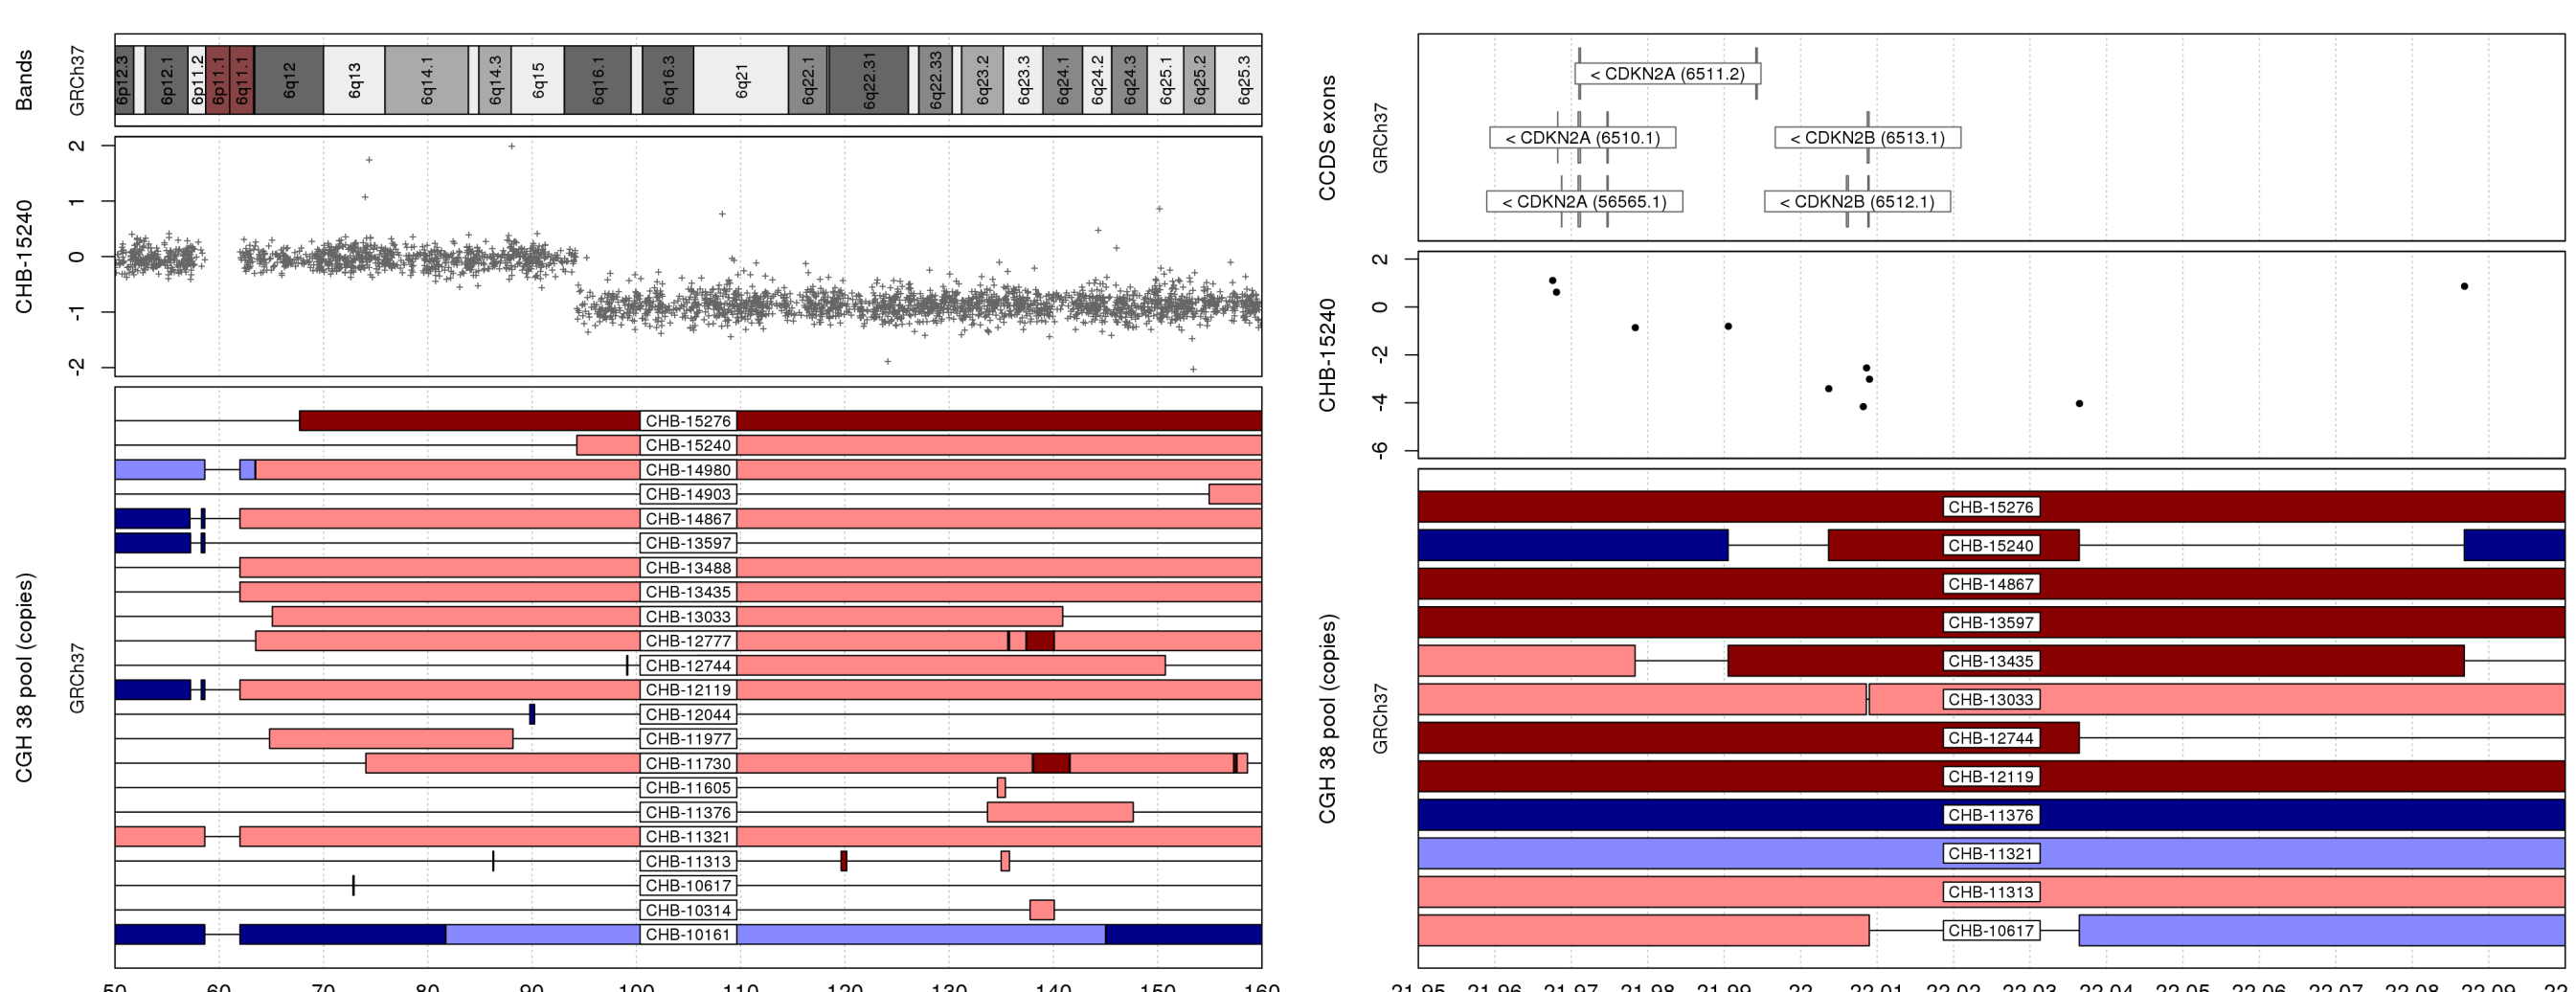 Bands
GRCh37
6p12.3
6p12.1
6p11.2
6p11.1
6q11.1
6q12
6q13
6q14.1
6q14.3
6q15
6q16.1
6q16.3
6q21
6q22.1
6q22.31
6q22.33
6q23.2
6q23.3
6q24.1
6q24.2
6q24.3
6q25.1
6q25.2
6q25.3
CHB-15240
2
1
0
-1
-2
CGH 38 pool (copies)
GRCh37
CHB-15276
CHB-15240
CHB-14980
CHB-14903
CHB-14867
CHB-13597
CHB-13488
CHB-13435
CHB-13033
CHB-12777
CHB-12744
CHB-12119
CHB-12044
CHB-11977
CHB-11730
CHB-11605
CHB-11376
CHB-11321
CHB-11313
CHB-10617
CHB-10314
CHB-10161
50 60 70 80 90 100 110 120 130 140 150 160
CCDS exons
GRCh37
< CDKN2A (6511.2)
< CDKN2A (6510.1) < CDKN2B (6513.1)
< CDKN2A (56565.1) < CDKN2B (6512.1)
CHB-15240
2
0
-2
-4
-6
CGH 38 pool (copies)
GRCh37
CHB-15276
CHB-15240
CHB-14867
CHB-13597
CHB-13435
CHB-13033
CHB-12744
CHB-12119
CHB-11376
CHB-11321
CHB-11313
CHB-10617
21.95 21.96 21.97 21.98 21.99 22 22.01 22.02 22.03 22.04 22.05 22.06 22.07 22.08 22.09